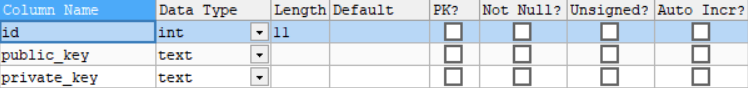 Column Name Data Type Length Default PK? Not Null? Unsigned? Auto Incr?
id int 11
public_key text
private_key text